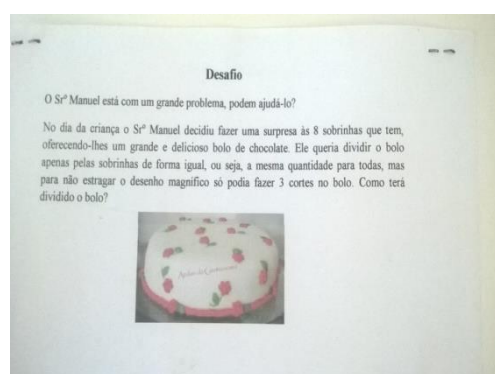 Desafio
O Srº Manuel está com um grande problema, podem ajudá-lo?
No dia da criança o Srº Manuel decidiu fazer uma surpresa às 8 sobrinhas que tem,
oferecendo-lhes um grande e delicioso bolo de chocolate. Ele queria dividir o bolo
apenas pelas sobrinhas de forma igual, ou seja, a mesma quantidade para todas, mas
para não estragar o desenho magnífico só podia fazer 3 cortes no bolo. Como terá
dividido o bolo?